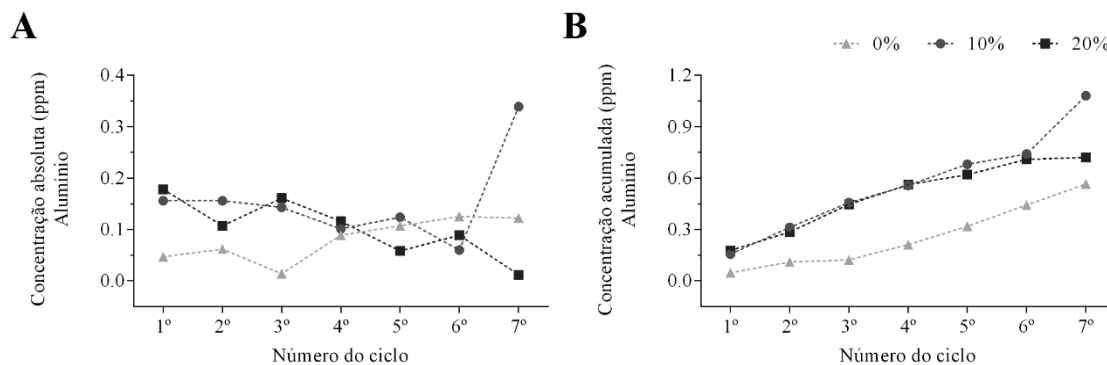 A
Concentração absoluta (ppm)
Alumínio
0.4
0.3
0.2
0.1
0.0
1º 2º 3º 4º 5º 6º 7º
Número do ciclo
B
0% 10% 20%
Concentração acumulada (ppm)
Alumínio
1.2
0.9
0.6
0.3
0.0
1º 2º 3º 4º 5º 6º 7º
Número do ciclo